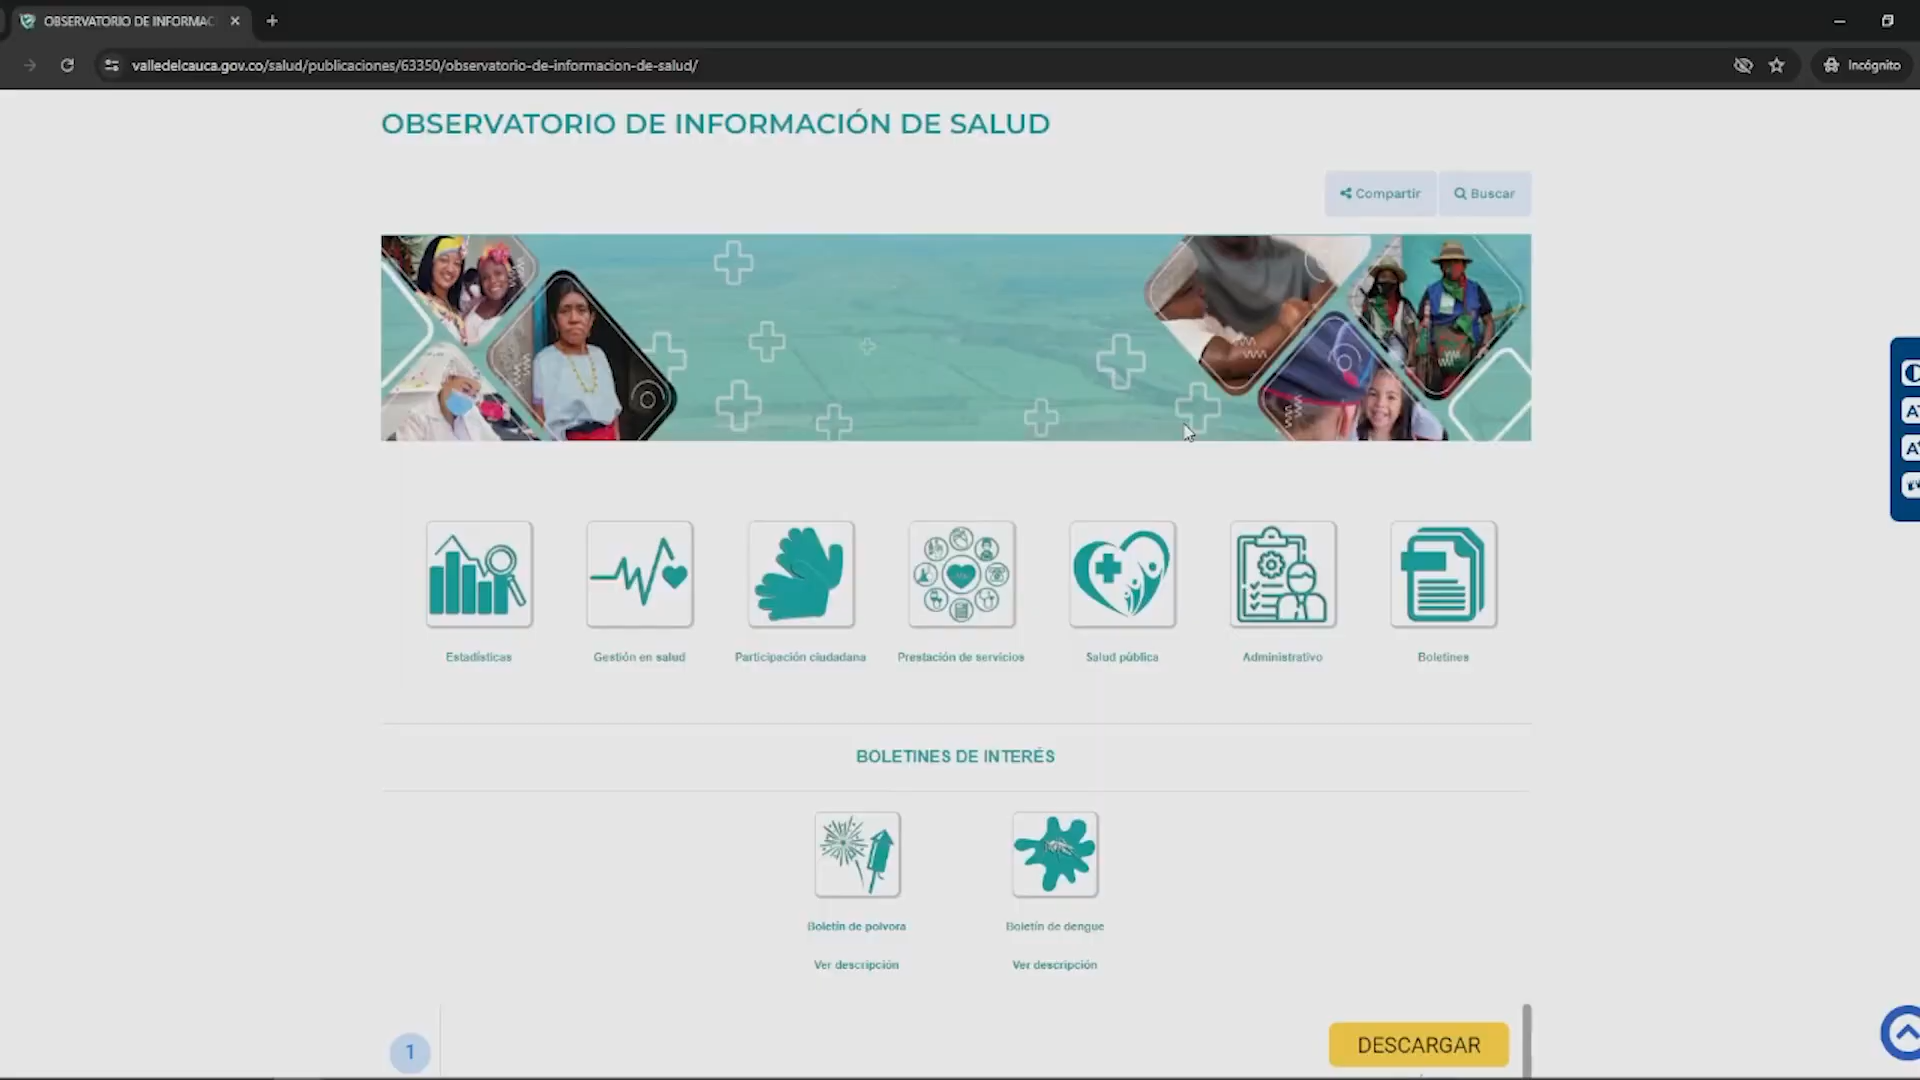 OBSERVATORIO DE INFORMAC
valledelcauca.gov.co/salud/publicaciones/63350/observatorio-de-informacion-de-salud/
Incógnito
OBSERVATORIO DE INFORMACIÓN DE SALUD
Compartir
Buscar
Estadísticas
Gestión en salud
Participación ciudadana
Prestación de servicios
Salud pública
Administrativo
Boletines
BOLETINES DE INTERÉS
Boletín de polvora
Boletín de dengue
Ver descripción
Ver descripción
1
DESCARGAR